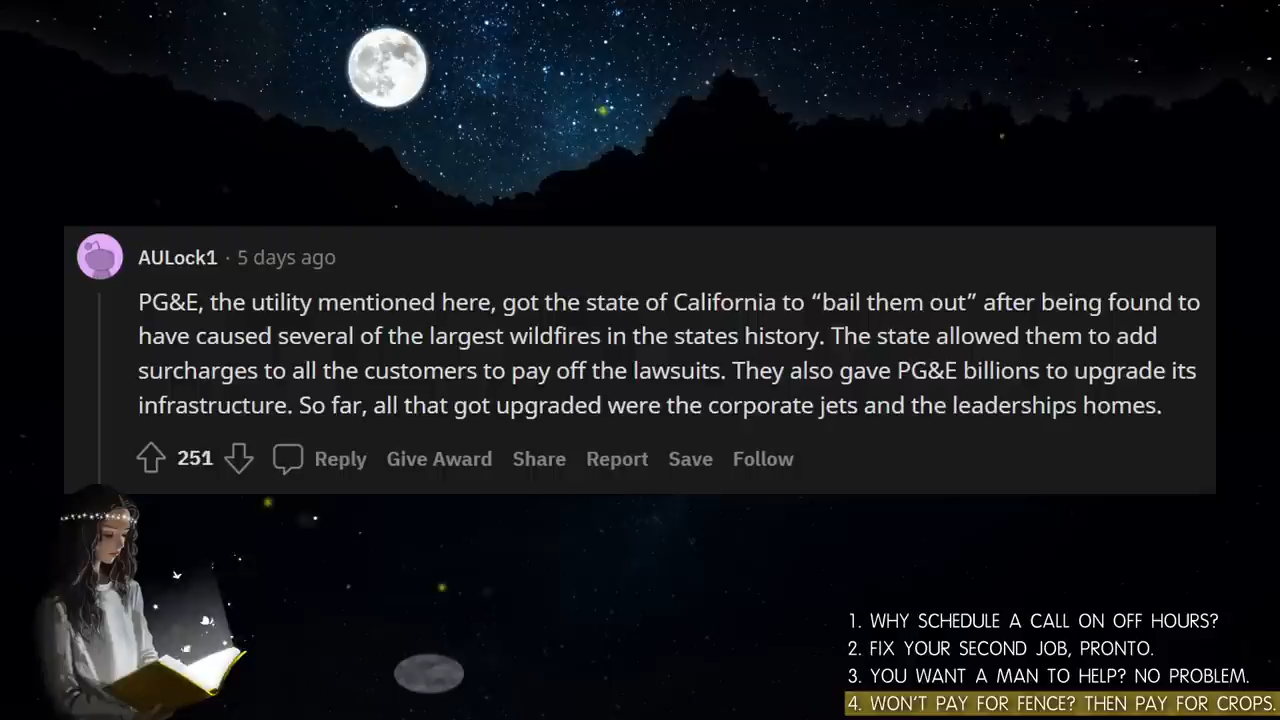 AULock1 · 5 days ago
PG&E, the utility mentioned here, got the state of California to “bail them out” after being found to
have caused several of the largest wildfires in the states history. The state allowed them to add
surcharges to all the customers to pay off the lawsuits. They also gave PG&E billions to upgrade its
infrastructure. So far, all that got upgraded were the corporate jets and the leaderships homes.
251 Reply Give Award Share Report Save Follow
1. WHY SCHEDULE A CALL ON OFF HOURS?
2. FIX YOUR SECOND JOB, PRONTO.
3. YOU WANT A MAN TO HELP? NO PROBLEM.
4. WON'T PAY FOR FENCE? THEN PAY FOR CROPS.